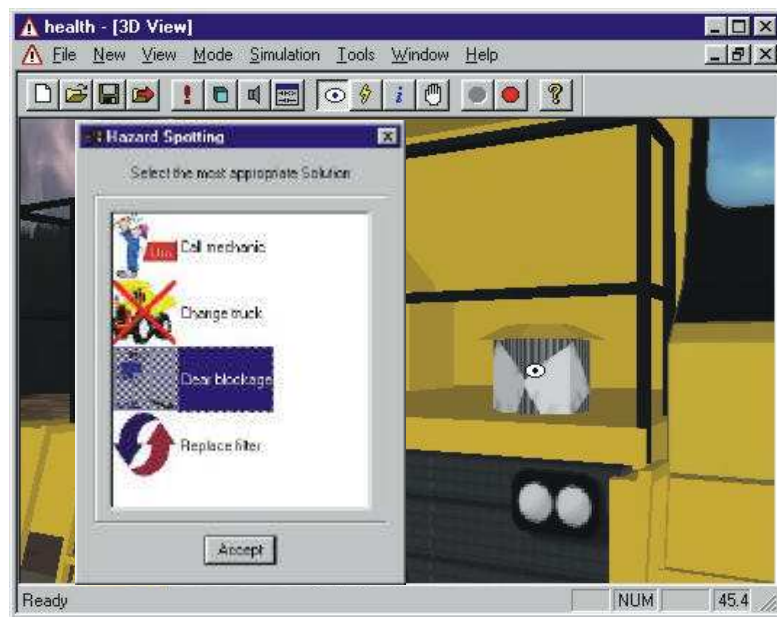 health - [3D View]
File New View Mode Simulation Tools Window Help
Hazard Spotting
Select the most appropriate Solution
Call mechanic
Change truck
Clear blockage
Replace filter
Accept
Ready NUM 45.4